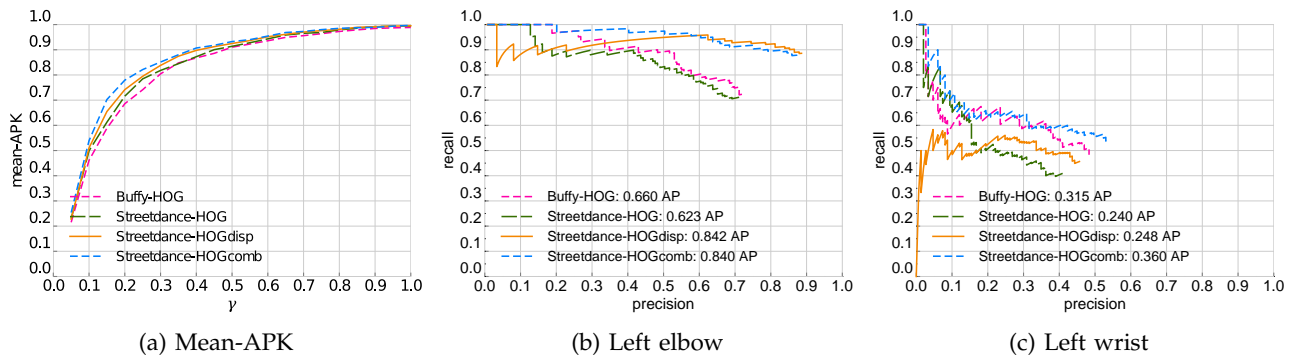 1.0
0.9
0.8
0.7
0.6
0.5
0.4
0.3
0.2
0.1
0.0
mean-APK
Buffy-HOG
Streetdance-HOG
Streetdance-HOGdisp
Streetdance-HOGcomb
0.0 0.1 0.2 0.3 0.4 0.5 0.6 0.7 0.8 0.9 1.0
γ
(a) Mean-APK
1.0
0.9
0.8
0.7
0.6
0.5
0.4
0.3
0.2
0.1
0.0
recall
Buffy-HOG: 0.660 AP
Streetdance-HOG: 0.623 AP
Streetdance-HOGdisp: 0.842 AP
Streetdance-HOGcomb: 0.840 AP
0.0 0.1 0.2 0.3 0.4 0.5 0.6 0.7 0.8 0.9 1.0
precision
(b) Left elbow
1.0
0.9
0.8
0.7
0.6
0.5
0.4
0.3
0.2
0.1
0.0
recall
Buffy-HOG: 0.315 AP
Streetdance-HOG: 0.240 AP
Streetdance-HOGdisp: 0.248 AP
Streetdance-HOGcomb: 0.360 AP
0.0 0.1 0.2 0.3 0.4 0.5 0.6 0.7 0.8 0.9 1.0
precision
(c) Left wrist